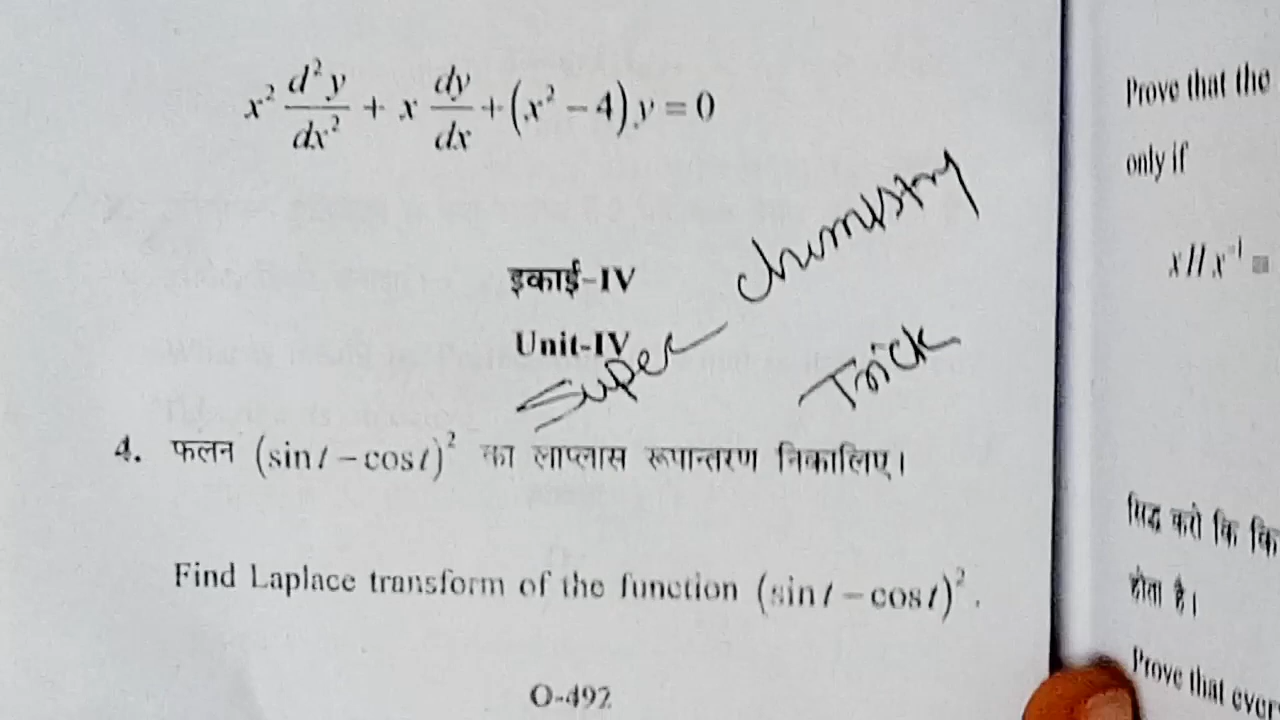 x² d²y/dx² + x dy/dx + (x² − 4) y = 0
इकाई-IV
Unit-IV
Super Chemistry
Trick
4. फलन (sin t − cos t)² का लाप्लास रूपान्तरण निकालिए।
Find Laplace transform of the function (sin t − cos t)².
O-492
Prove that the
only if
सिद्ध करो कि कि
होता है।
Prove that ever